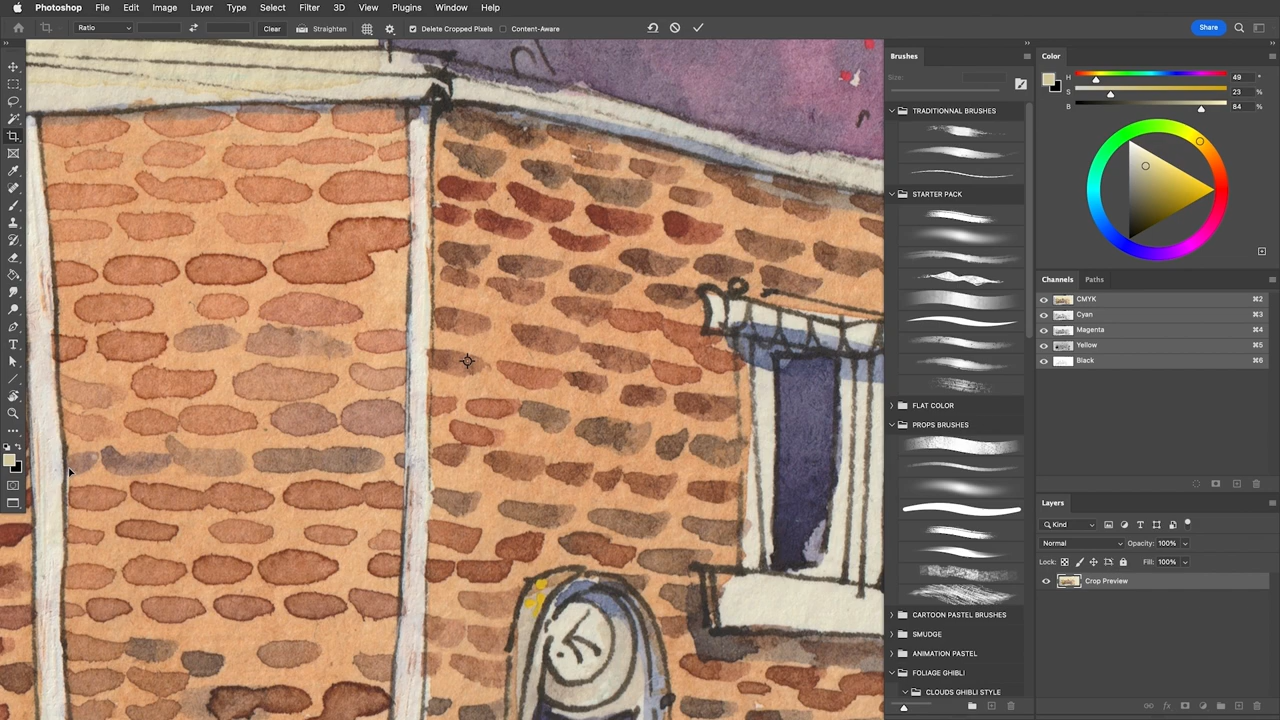 Photoshop File Edit Image Layer Type Select Filter 3D View Plugins Window Help
Ratio Clear Straighten Delete Cropped Pixels Content-Aware Share
Brushes
Size:
TRADITIONNAL BRUSHES
STARTER PACK
FLAT COLOR
PROPS BRUSHES
CARTOON PASTEL BRUSHES
SMUDGE
ANIMATION PASTEL
FOLIAGE GHIBLI
CLOUDS GHIBLI STYLE
Color
H 49 °
S 23 %
B 84 %
Channels Paths
CMYK ⌘2
Cyan ⌘3
Magenta ⌘4
Yellow ⌘5
Black ⌘6
Layers
Kind
Normal Opacity: 100%
Lock: Fill: 100%
Crop Preview